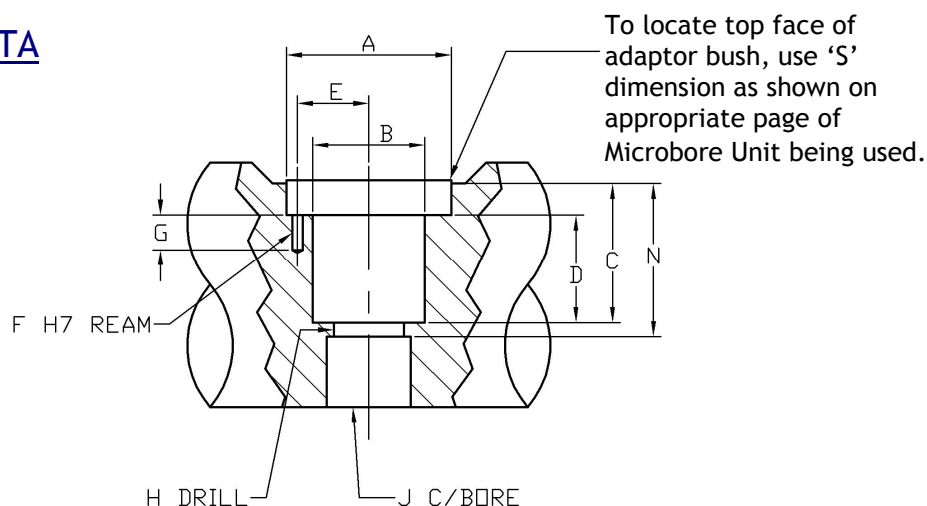 TA
To locate top face of
adaptor bush, use ‘S’
dimension as shown on
appropriate page of
Microbore Unit being used.
A
E
B
G
D
C
N
F H7 REAM
H DRILL
J C/BORE